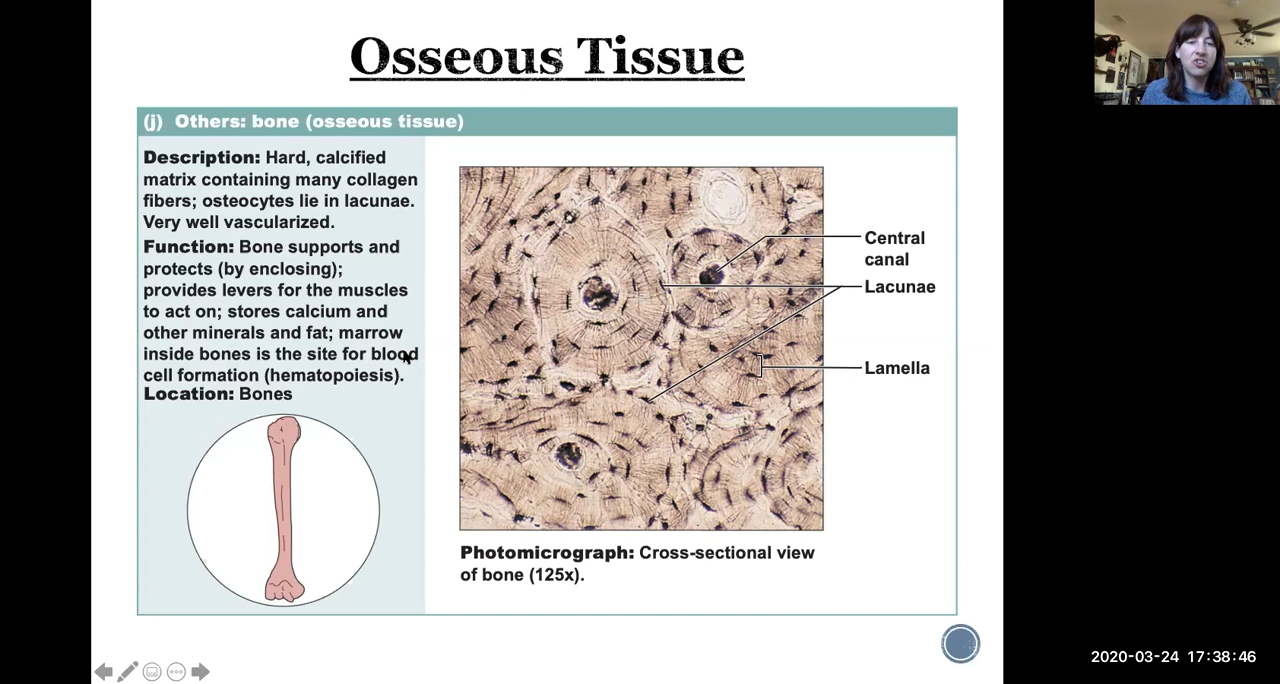 Osseous Tissue
(j) Others: bone (osseous tissue)
Description: Hard, calcified
matrix containing many collagen
fibers; osteocytes lie in lacunae.
Very well vascularized.
Function: Bone supports and
protects (by enclosing);
provides levers for the muscles
to act on; stores calcium and
other minerals and fat; marrow
inside bones is the site for blood
cell formation (hematopoiesis).
Location: Bones
Central
canal
Lacunae
Lamella
Photomicrograph: Cross-sectional view
of bone (125x).
2020-03-24 17:38:46